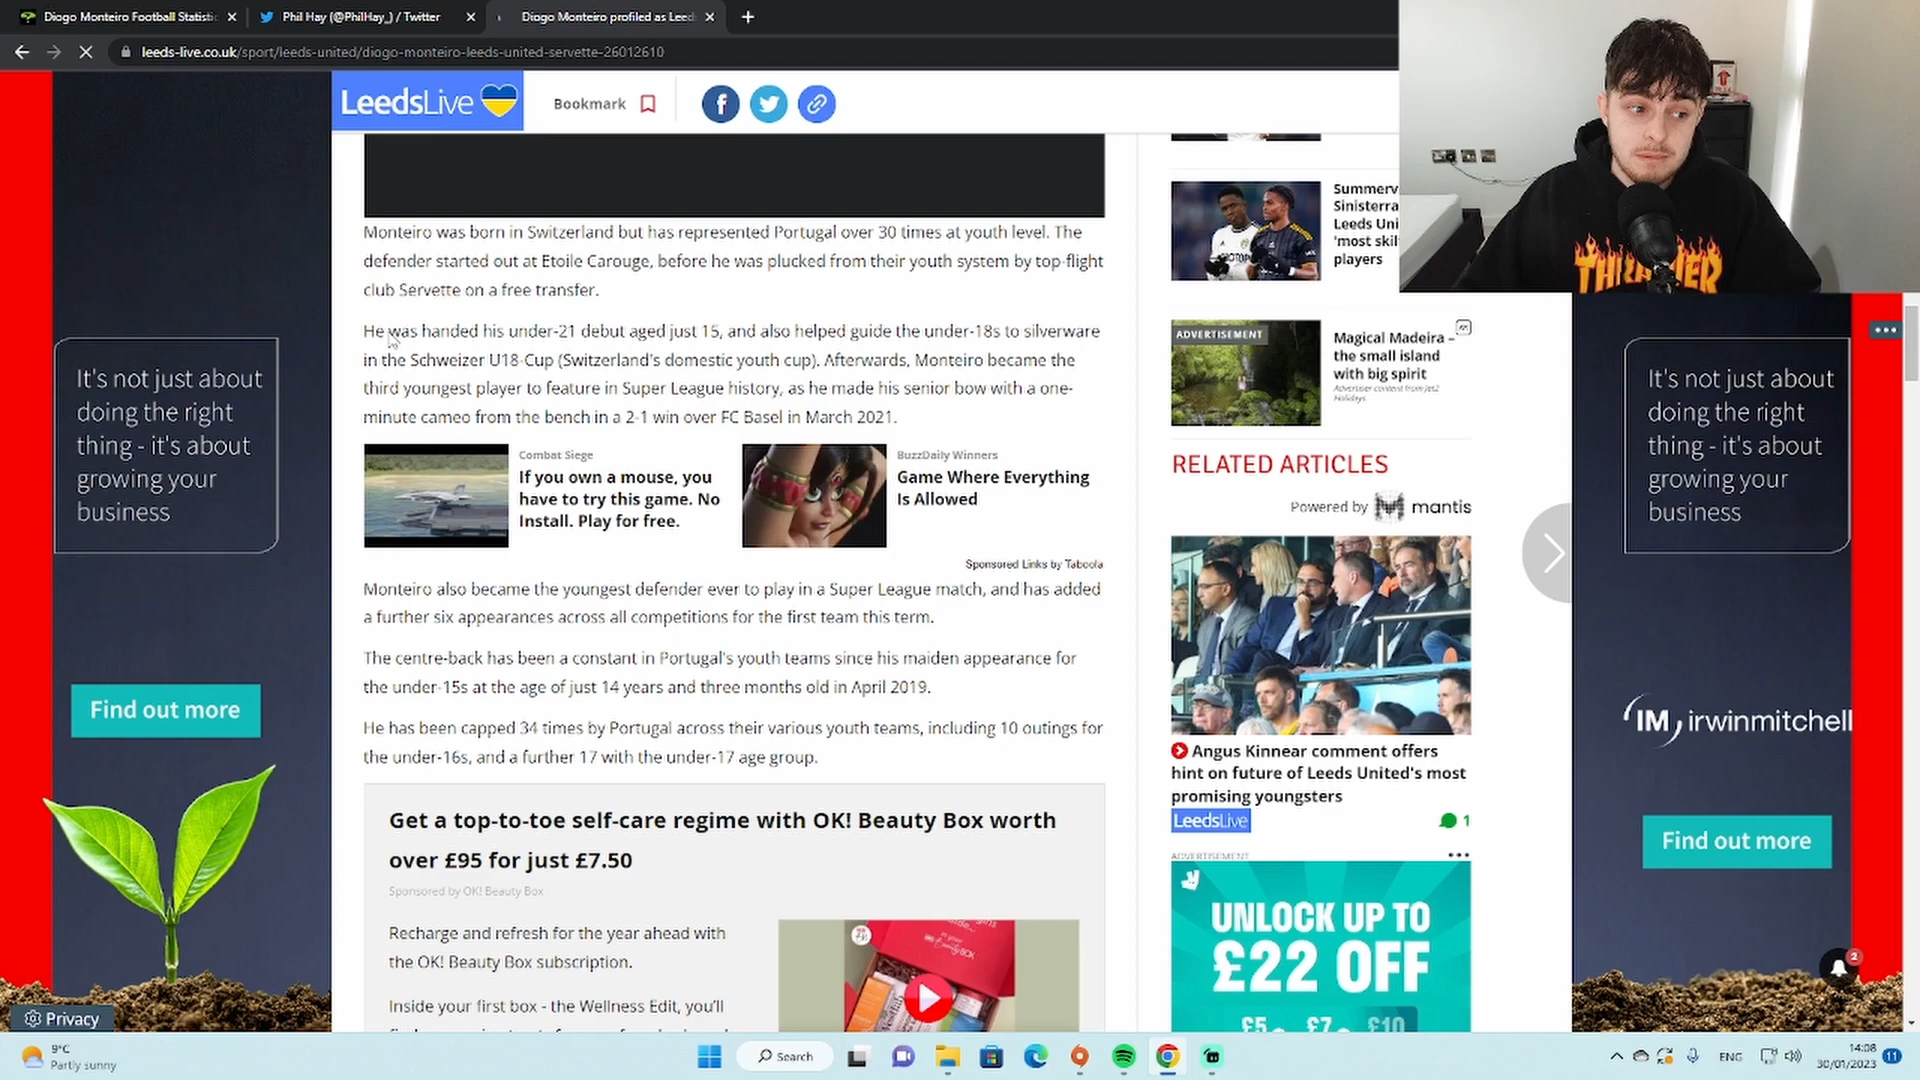 Diogo Monteiro Football Statistic
Phil Hay (@PhilHay_) / Twitter
Diogo Monteiro profiled as Leeds
leeds-live.co.uk/sport/leeds-united/diogo-monteiro-leeds-united-servette-26012610
LeedsLive
Bookmark
Monteiro was born in Switzerland but has represented Portugal over 30 times at youth level. The
defender started out at Etoile Carouge, before he was plucked from their youth system by top-flight
club Servette on a free transfer.
He was handed his under-21 debut aged just 15, and also helped guide the under-18s to silverware
in the Schweizer U18-Cup (Switzerland's domestic youth cup). Afterwards, Monteiro became the
third youngest player to feature in Super League history, as he made his senior bow with a one-
minute cameo from the bench in a 2-1 win over FC Basel in March 2021.
Combat Siege
If you own a mouse, you
have to try this game. No
Install. Play for free.
BuzzDaily Winners
Game Where Everything
Is Allowed
Sponsored Links by Taboola
Monteiro also became the youngest defender ever to play in a Super League match, and has added
a further six appearances across all competitions for the first team this term.
The centre-back has been a constant in Portugal's youth teams since his maiden appearance for
the under-15s at the age of just 14 years and three months old in April 2019.
He has been capped 34 times by Portugal across their various youth teams, including 10 outings for
the under-16s, and a further 17 with the under-17 age group.
Get a top-to-toe self-care regime with OK! Beauty Box worth
over £95 for just £7.50
Sponsored by OK! Beauty Box
Recharge and refresh for the year ahead with
the OK! Beauty Box subscription.
Inside your first box - the Wellness Edit, you'll
Summerv
Sinisterra
Leeds Uni
'most skil
players
ADVERTISEMENT
Magical Madeira –
the small island
with big spirit
Advertiser content from Jet2
Holidays
RELATED ARTICLES
Powered by mantis
Angus Kinnear comment offers
hint on future of Leeds United's most
promising youngsters
LeedsLive
1
ADVERTISEMENT
UNLOCK UP TO
£22 OFF
£5 £7 £10
It's not just about
doing the right
thing - it's about
growing your
business
Find out more
Privacy
THRASHER
It's not just about
doing the right
thing - it's about
growing your
business
IM irwinmitchell
Find out more
2
9°C
Partly sunny
Search
ENG
14:08
30/01/2023
11